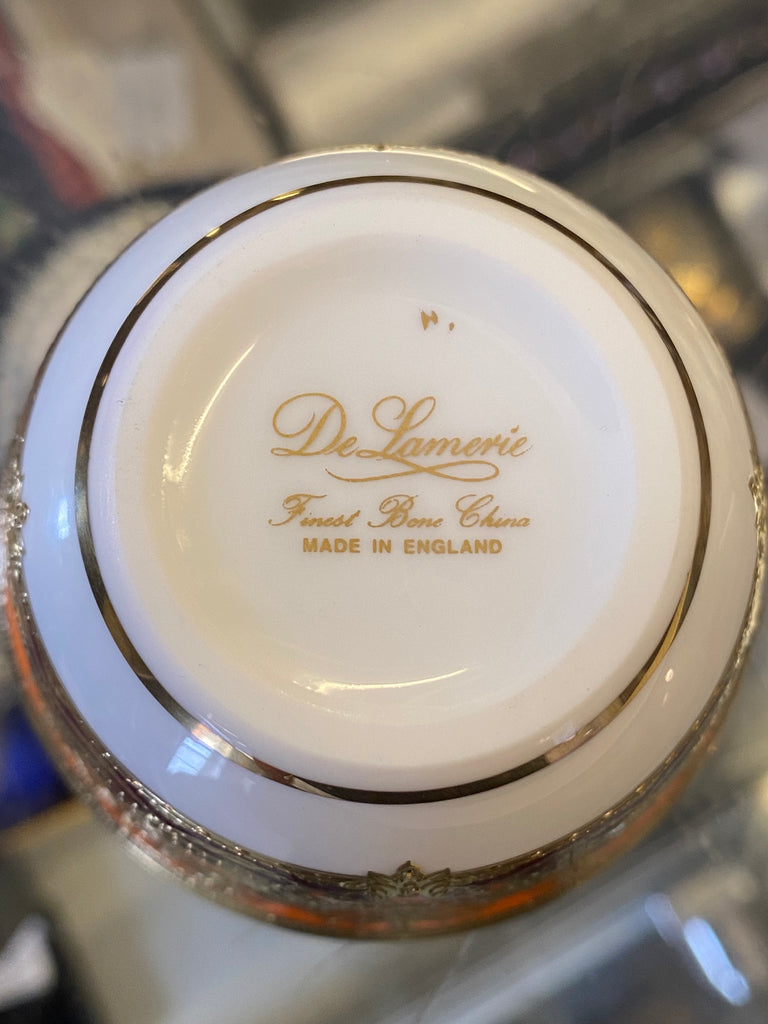 N.
De Lamerie
Finest Bone China
MADE IN ENGLAND